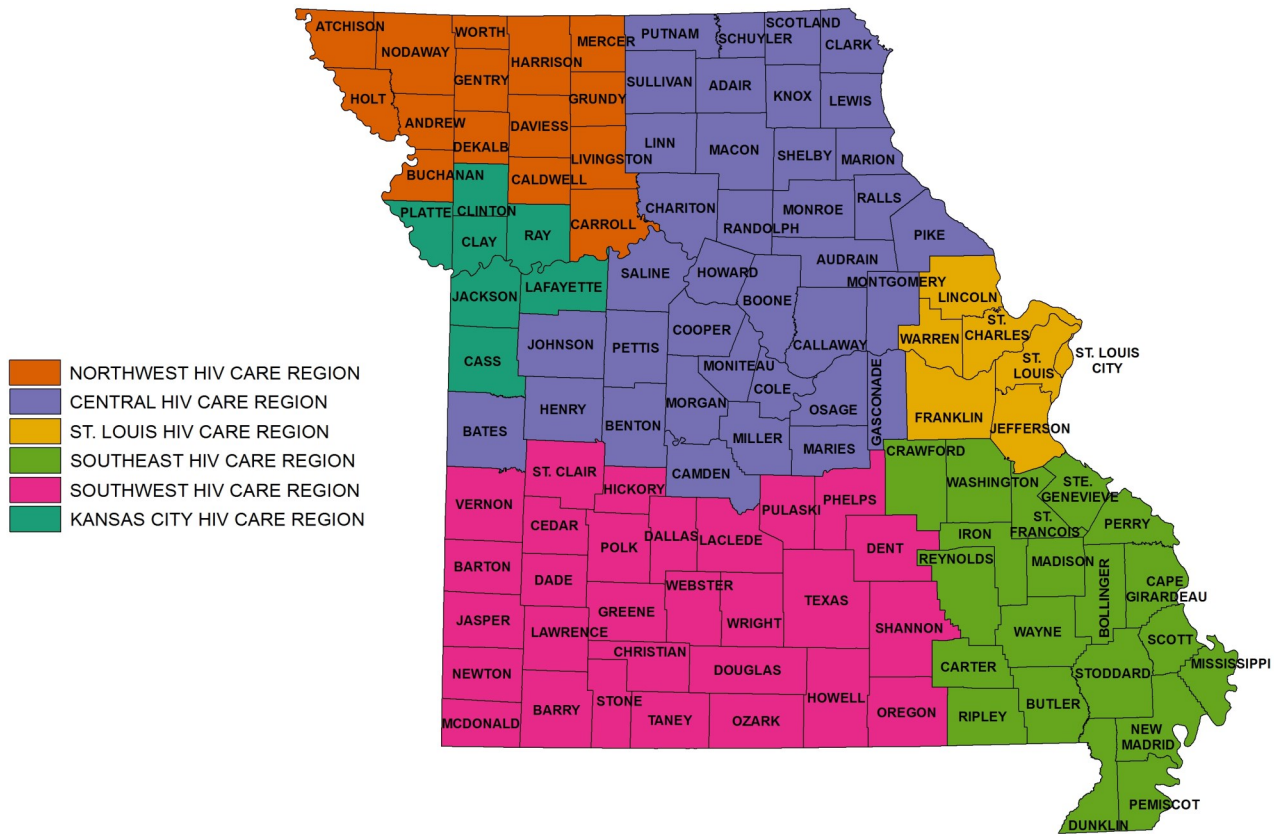 ATCHISON
NODAWAY
WORTH
HARRISON
MERCER
PUTNAM
SCHUYLER
SCOTLAND
CLARK
HOLT
GENTRY
GRUNDY
SULLIVAN
ADAIR
KNOX
LEWIS
ANDREW
DEKALB
DAVIESS
LIVINGSTON
LINN
MACON
SHELBY
MARION
BUCHANAN
CALDWELL
CARROLL
CHARITON
RANDOLPH
MONROE
RALLS
PIKE
PLATTE
CLINTON
CLAY
RAY
SALINE
HOWARD
BOONE
AUDRAIN
MONTGOMERY
LINCOLN
JACKSON
LAFAYETTE
COOPER
CALLAWAY
WARREN
ST.
CHARLES
ST.
LOUIS
ST. LOUIS
CITY
CASS
JOHNSON
PETTIS
MONITEAU
COLE
OSAGE
GASCONADE
FRANKLIN
JEFFERSON
NORTHWEST HIV CARE REGION
CENTRAL HIV CARE REGION
ST. LOUIS HIV CARE REGION
SOUTHEAST HIV CARE REGION
SOUTHWEST HIV CARE REGION
KANSAS CITY HIV CARE REGION
BATES
HENRY
BENTON
MORGAN
MILLER
MARIES
CAMDEN
CRAWFORD
WASHINGTON
STE.
GENEVIEVE
ST.
FRANCOIS
PERRY
VERNON
ST. CLAIR
HICKORY
PULASKI
PHELPS
CEDAR
POLK
DALLAS
LACLEDE
DENT
IRON
REYNOLDS
MADISON
BOLLINGER
CAPE
GIRARDEAU
BARTON
DADE
WEBSTER
TEXAS
JASPER
LAWRENCE
GREENE
WRIGHT
SHANNON
WAYNE
SCOTT
MISSISSIPPI
NEWTON
CHRISTIAN
DOUGLAS
CARTER
STODDARD
MCDONALD
BARRY
STONE
TANEY
OZARK
HOWELL
OREGON
RIPLEY
BUTLER
NEW
MADRID
PEMISCOT
DUNKLIN